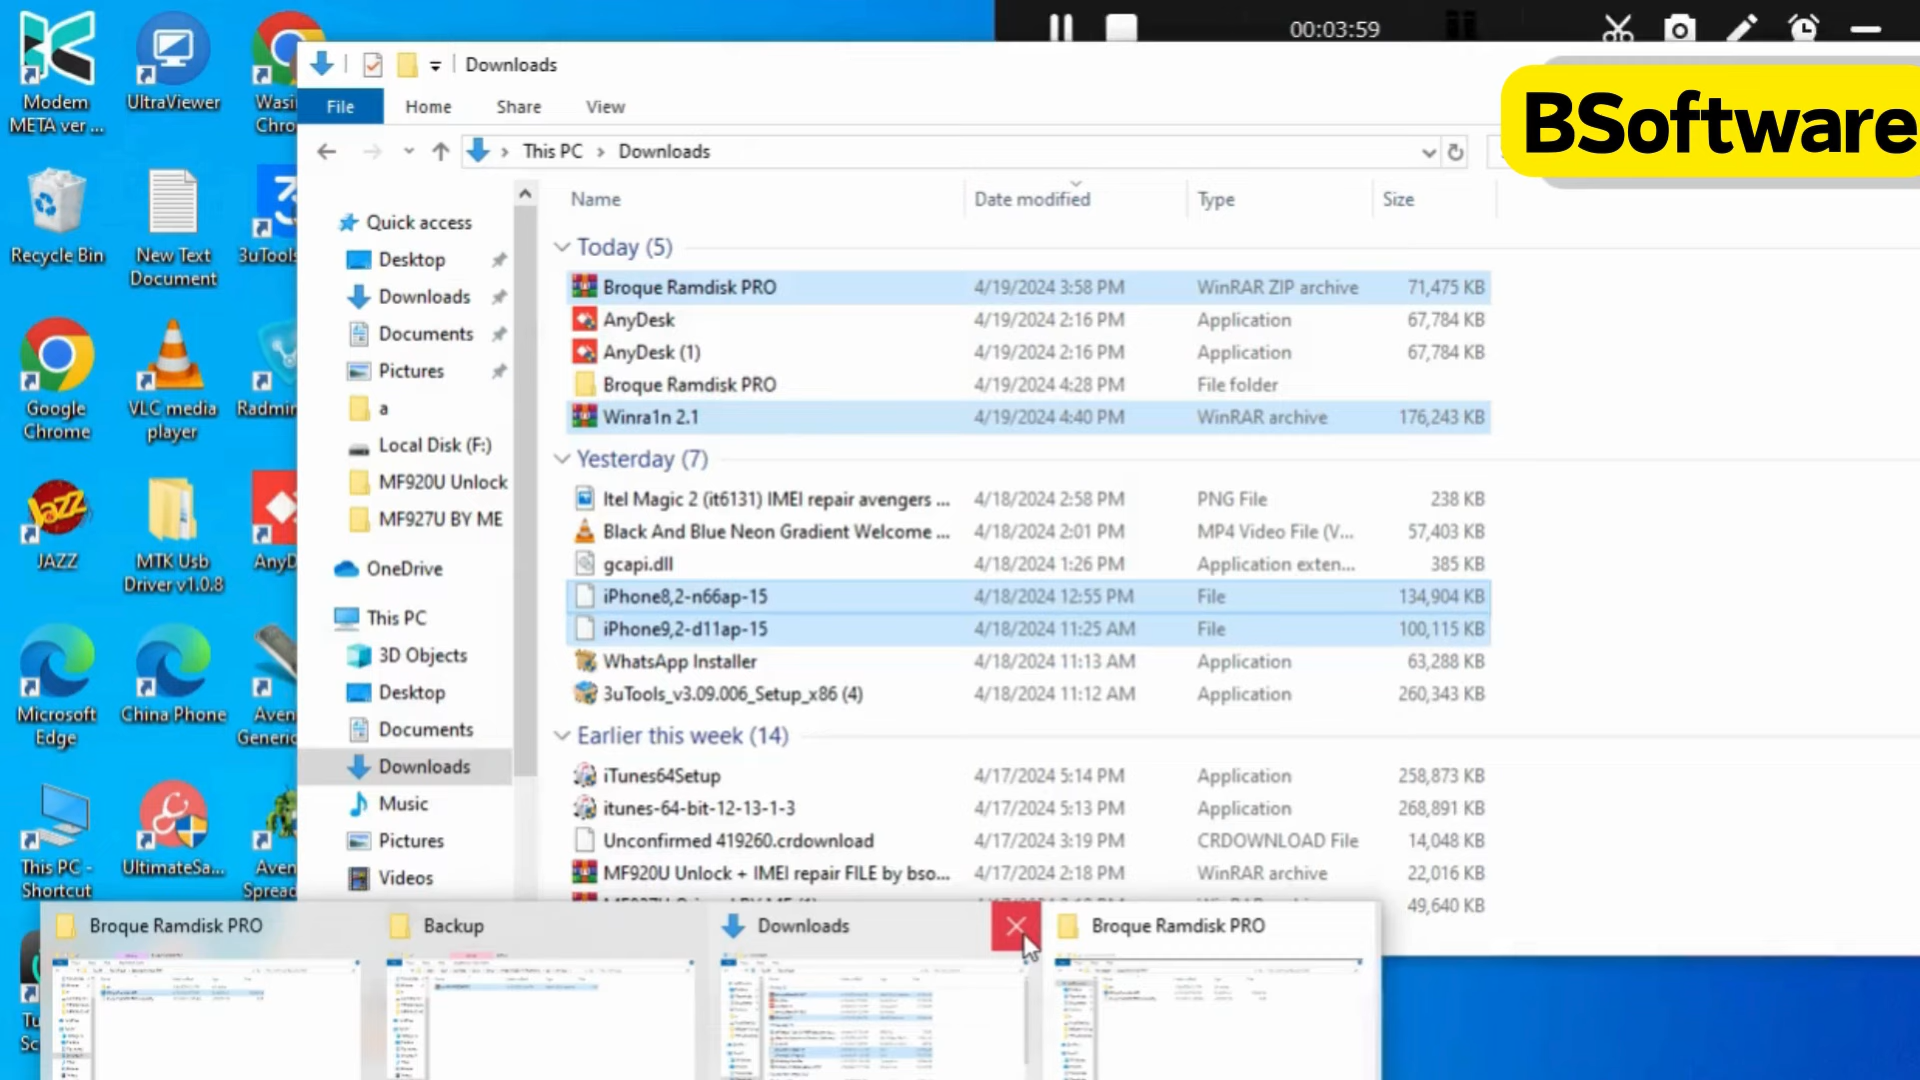 00:03:59
Downloads
File
Home
Share
View
This PC
Downloads
BSoftware
Modem
META ver ...
UltraViewer
Recycle Bin
New Text
Document
Google
Chrome
VLC media
player
JAZZ
MTK Usb
Driver v1.0.8
Microsoft
Edge
China Phone
This PC -
Shortcut
UltimateSa...
Quick access
Desktop
Downloads
Documents
Pictures
a
Local Disk (F:)
MF920U Unlock
MF927U BY ME
OneDrive
This PC
3D Objects
Desktop
Documents
Downloads
Music
Pictures
Videos
Name Date modified Type Size
Today (5)
Broque Ramdisk PRO 4/19/2024 3:58 PM WinRAR ZIP archive 71,475 KB
AnyDesk 4/19/2024 2:16 PM Application 67,784 KB
AnyDesk (1) 4/19/2024 2:16 PM Application 67,784 KB
Broque Ramdisk PRO 4/19/2024 4:28 PM File folder
Winra1n 2.1 4/19/2024 4:40 PM WinRAR archive 176,243 KB
Yesterday (7)
Itel Magic 2 (it6131) IMEI repair avengers ... 4/18/2024 2:58 PM PNG File 238 KB
Black And Blue Neon Gradient Welcome ... 4/18/2024 2:01 PM MP4 Video File (V... 57,403 KB
gcapi.dll 4/18/2024 1:26 PM Application exten... 385 KB
iPhone8,2-n66ap-15 4/18/2024 12:55 PM File 134,904 KB
iPhone9,2-d11ap-15 4/18/2024 11:25 AM File 100,115 KB
WhatsApp Installer 4/18/2024 11:13 AM Application 63,288 KB
3uTools_v3.09.006_Setup_x86 (4) 4/18/2024 11:12 AM Application 260,343 KB
Earlier this week (14)
iTunes64Setup 4/17/2024 5:14 PM Application 258,873 KB
itunes-64-bit-12-13-1-3 4/17/2024 5:13 PM Application 268,891 KB
Unconfirmed 419260.crdownload 4/17/2024 3:19 PM CRDOWNLOAD File 14,048 KB
MF920U Unlock + IMEI repair FILE by bso... 4/17/2024 2:18 PM WinRAR archive 22,016 KB
49,640 KB
Broque Ramdisk PRO
Backup
Downloads
Broque Ramdisk PRO